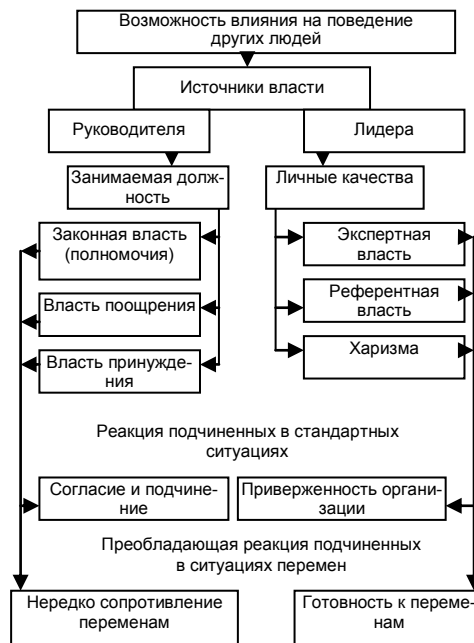 Возможность влияния на поведение
других людей
Источники власти
Руководителя
Лидера
Занимаемая долж-
ность
Личные качества
Законная власть
(полномочия)
Экспертная
власть
Власть поощрения
Референтная
власть
Власть принужде-
ния
Харизма
Реакция подчиненных в стандартных
ситуациях
Согласие и подчине-
ние
Приверженность органи-
зации
Преобладающая реакция подчиненных
в ситуациях перемен
Нередко сопротивление
переменам
Готовность к переме-
нам